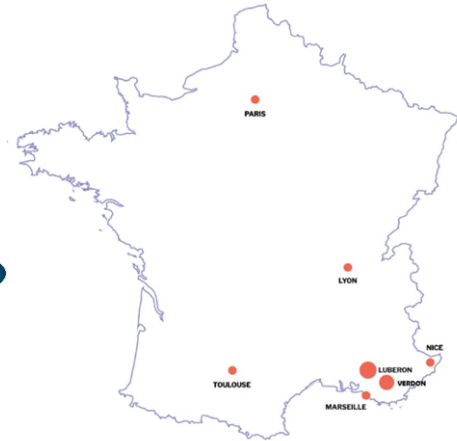 PARIS
LYON
NICE
LUBERON
VERDON
TOULOUSE
MARSEILLE